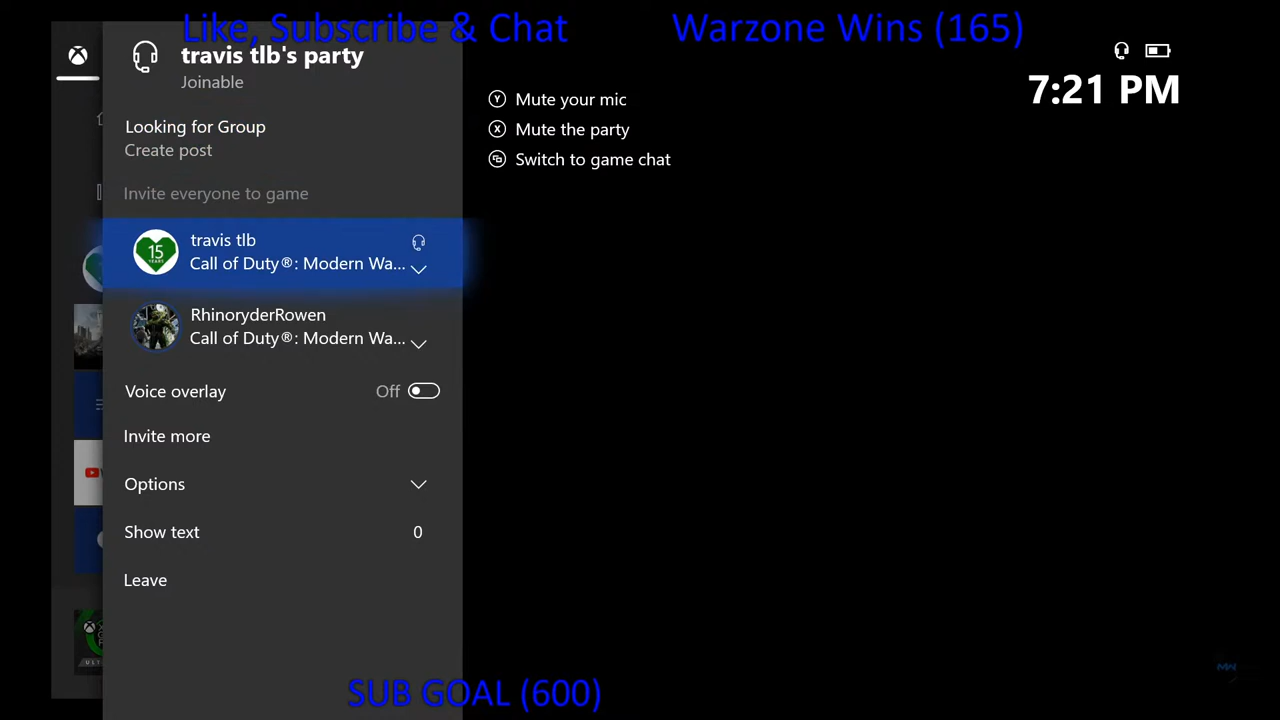 Like, Subscribe & Chat
Warzone Wins (165)
travis tlb's party
Joinable
7:21 PM
Looking for Group
Create post
Invite everyone to game
travis tlb
Call of Duty®: Modern Wa...
RhinoryderRowen
Call of Duty®: Modern Wa...
Voice overlay Off
Invite more
Options
Show text 0
Leave
Y Mute your mic
X Mute the party
Switch to game chat
15
YEARS
MW
SUB GOAL (600)